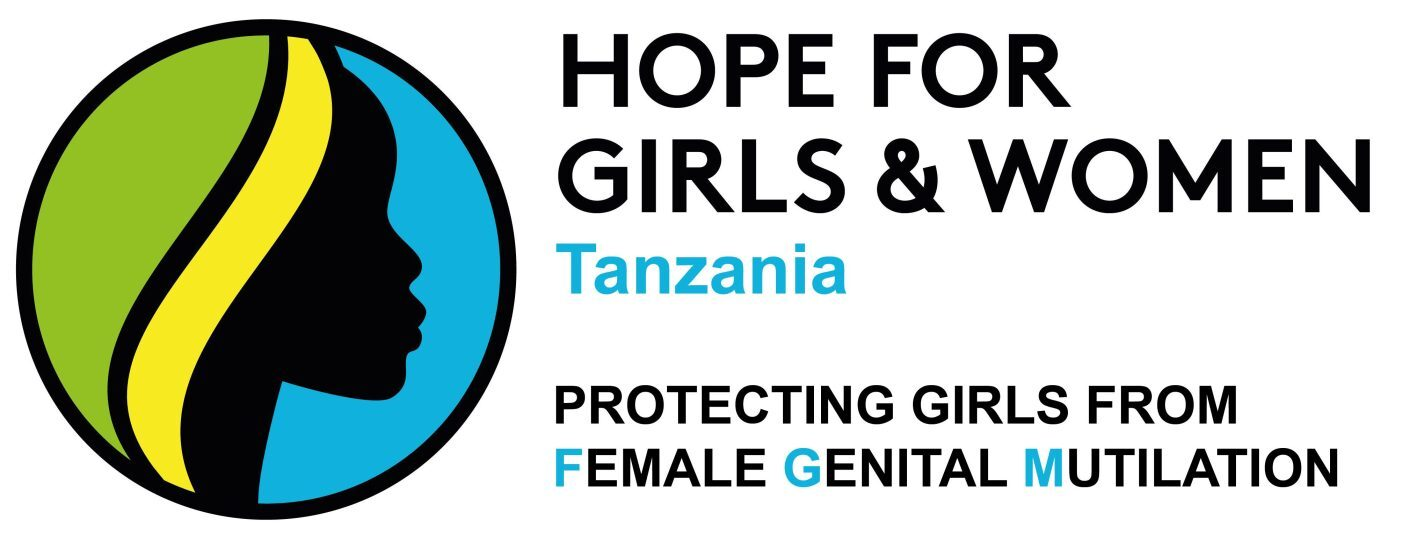 HOPE FOR
GIRLS & WOMEN
Tanzania
PROTECTING GIRLS FROM
FEMALE GENITAL MUTILATION